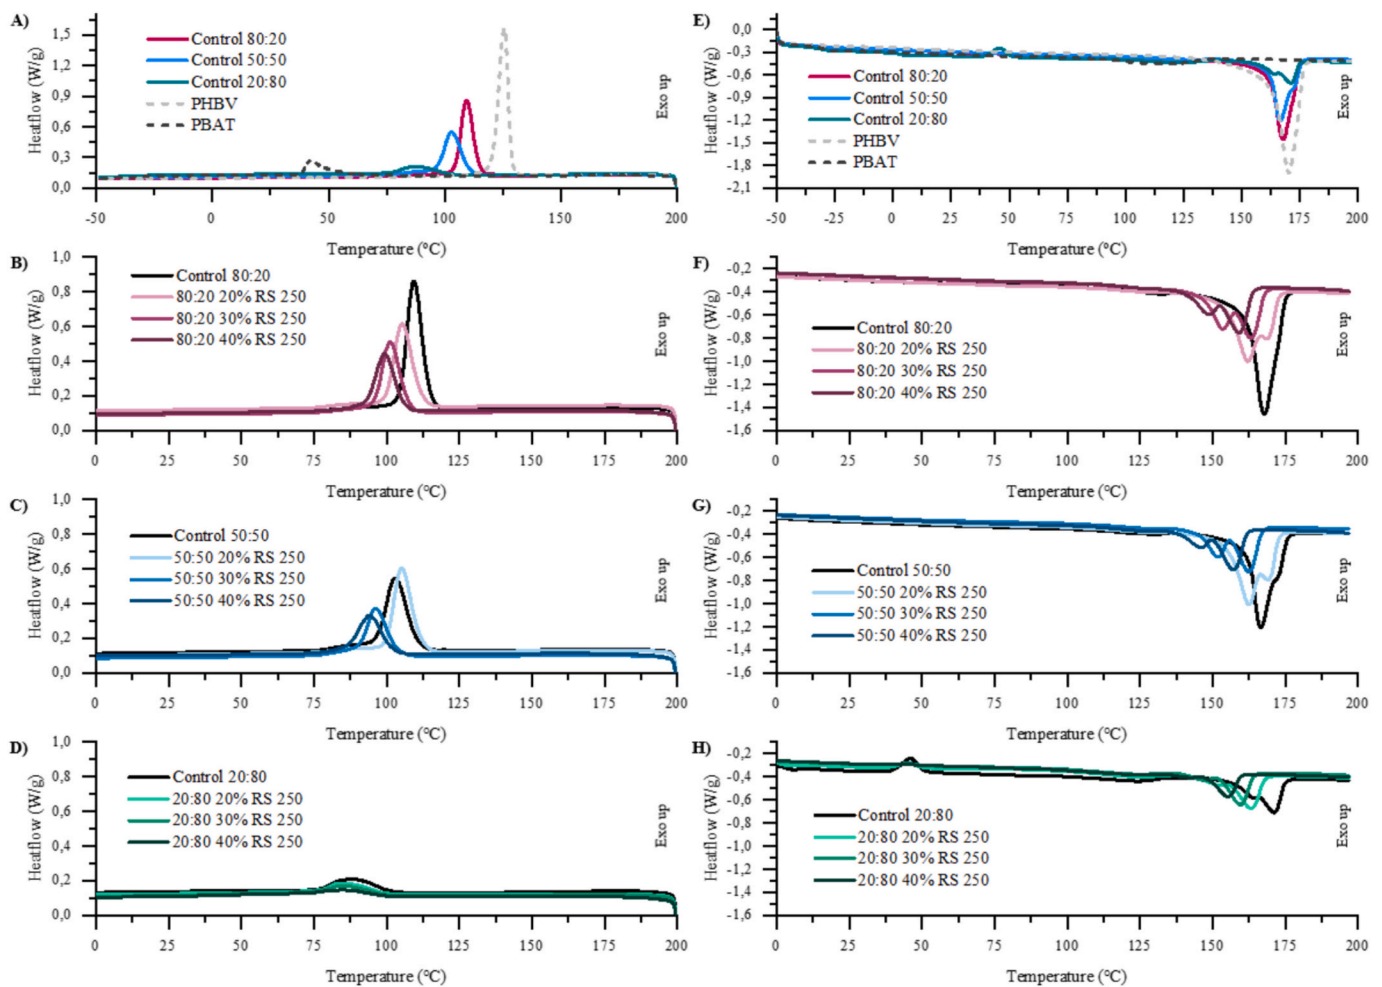 A)
Heatflow (W/g)
1,5
1,2
0,9
0,6
0,3
0,0
Control 80:20
Control 50:50
Control 20:80
PHBV
PBAT
Exo up
-50 0 50 100 150 200
Temperature (°C)
E)
Heatflow (W/g)
0,0
-0,3
-0,6
-0,9
-1,2
-1,5
-1,8
-2,1
Control 80:20
Control 50:50
Control 20:80
PHBV
PBAT
Exo up
-50 -25 0 25 50 75 100 125 150 175 200
Temperature (°C)
B)
Heatflow (W/g)
1,0
0,8
0,6
0,4
0,2
0,0
Control 80:20
80:20 20% RS 250
80:20 30% RS 250
80:20 40% RS 250
Exo up
0 25 50 75 100 125 150 175 200
Temperature (°C)
F)
Heatflow (W/g)
-0,2
-0,4
-0,6
-0,8
-1,0
-1,2
-1,4
-1,6
Control 80:20
80:20 20% RS 250
80:20 30% RS 250
80:20 40% RS 250
Exo up
0 25 50 75 100 125 150 175 200
Temperature (°C)
C)
Heatflow (W/g)
1,0
0,8
0,6
0,4
0,2
0,0
Control 50:50
50:50 20% RS 250
50:50 30% RS 250
50:50 40% RS 250
Exo up
0 25 50 75 100 125 150 175 200
Temperature (°C)
G)
Heatflow (W/g)
-0,2
-0,4
-0,6
-0,8
-1,0
-1,2
-1,4
-1,6
Control 50:50
50:50 20% RS 250
50:50 30% RS 250
50:50 40% RS 250
Exo up
0 25 50 75 100 125 150 175 200
Temperature (°C)
D)
Heatflow (W/g)
1,0
0,8
0,6
0,4
0,2
0,0
Control 20:80
20:80 20% RS 250
20:80 30% RS 250
20:80 40% RS 250
Exo up
0 25 50 75 100 125 150 175 200
Temperature (°C)
H)
Heatflow (W/g)
-0,2
-0,4
-0,6
-0,8
-1,0
-1,2
-1,4
-1,6
Control 20:80
20:80 20% RS 250
20:80 30% RS 250
20:80 40% RS 250
Exo up
0 25 50 75 100 125 150 175 200
Temperature (°C)